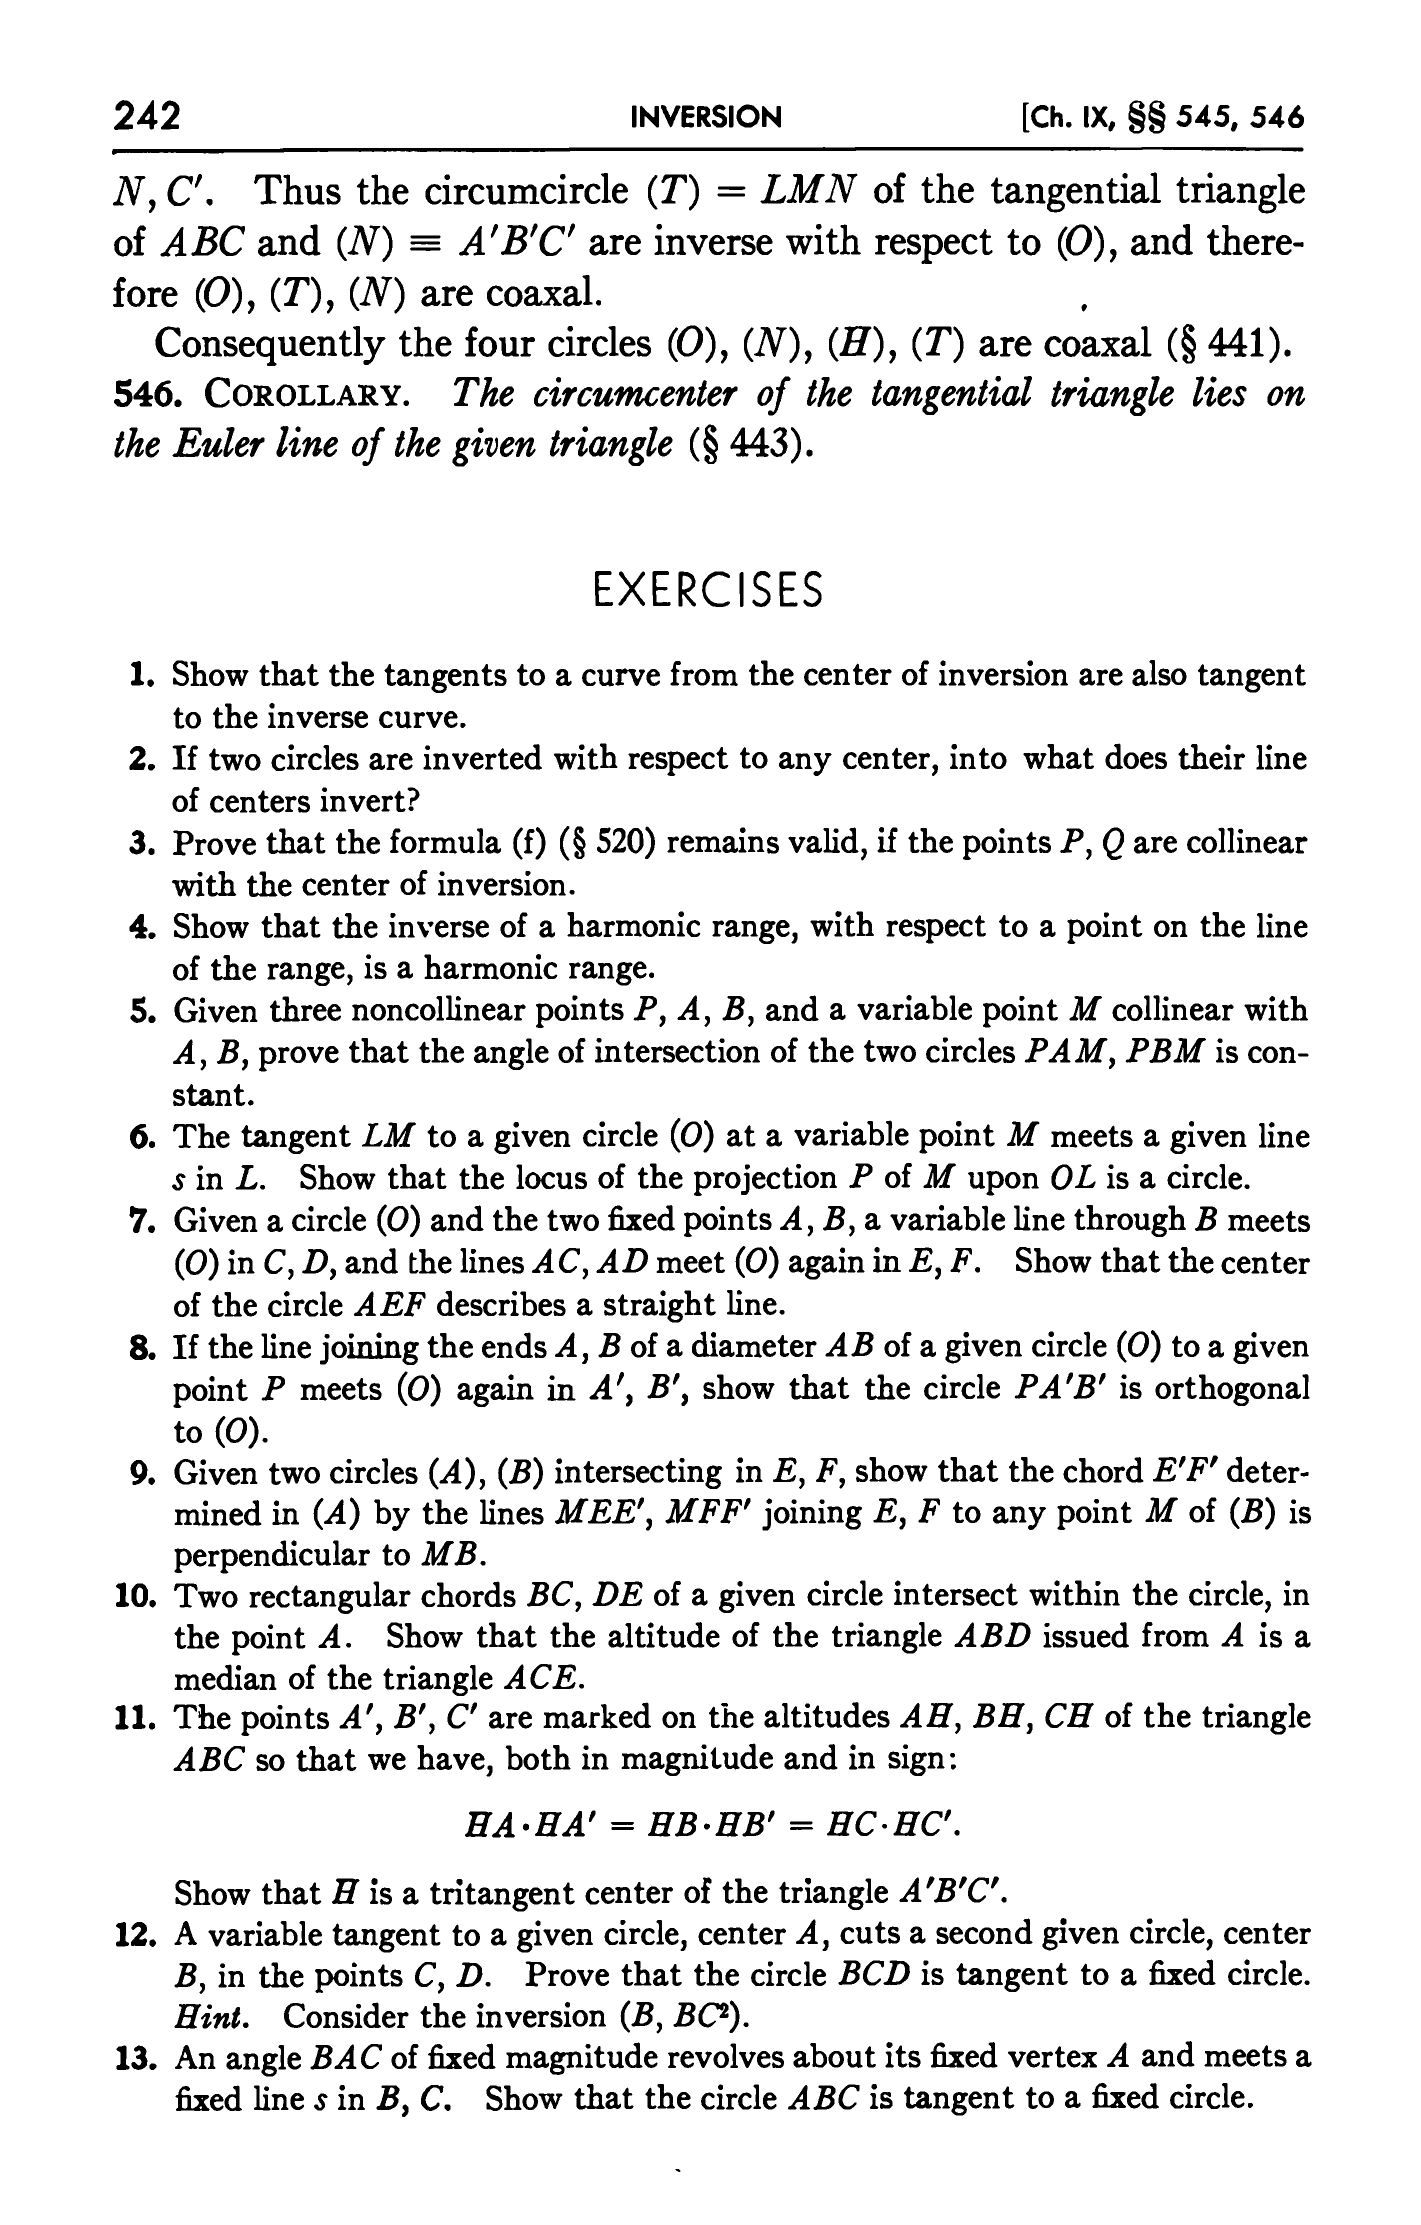 242 INVERSION [Ch. IX, §§ 545, 546
N, C′. Thus the circumcircle (T) = LMN of the tangential triangle
of ABC and (N) ≡ A′B′C′ are inverse with respect to (O), and there-
fore (O), (T), (N) are coaxal.
Consequently the four circles (O), (N), (H), (T) are coaxal (§ 441).
546. COROLLARY. The circumcenter of the tangential triangle lies on
the Euler line of the given triangle (§ 443).
EXERCISES
1. Show that the tangents to a curve from the center of inversion are also tangent
to the inverse curve.
2. If two circles are inverted with respect to any center, into what does their line
of centers invert?
3. Prove that the formula (f) (§ 520) remains valid, if the points P, Q are collinear
with the center of inversion.
4. Show that the inverse of a harmonic range, with respect to a point on the line
of the range, is a harmonic range.
5. Given three noncollinear points P, A, B, and a variable point M collinear with
A, B, prove that the angle of intersection of the two circles PAM, PBM is con-
stant.
6. The tangent LM to a given circle (O) at a variable point M meets a given line
s in L. Show that the locus of the projection P of M upon OL is a circle.
7. Given a circle (O) and the two fixed points A, B, a variable line through B meets
(O) in C, D, and the lines AC, AD meet (O) again in E, F. Show that the center
of the circle AEF describes a straight line.
8. If the line joining the ends A, B of a diameter AB of a given circle (O) to a given
point P meets (O) again in A′, B′, show that the circle PA′B′ is orthogonal
to (O).
9. Given two circles (A), (B) intersecting in E, F, show that the chord E′F′ deter-
mined in (A) by the lines MEE′, MFF′ joining E, F to any point M of (B) is
perpendicular to MB.
10. Two rectangular chords BC, DE of a given circle intersect within the circle, in
the point A. Show that the altitude of the triangle ABD issued from A is a
median of the triangle ACE.
11. The points A′, B′, C′ are marked on the altitudes AH, BH, CH of the triangle
ABC so that we have, both in magnitude and in sign:
HA·HA′ = HB·HB′ = HC·HC′.
Show that H is a tritangent center of the triangle A′B′C′.
12. A variable tangent to a given circle, center A, cuts a second given circle, center
B, in the points C, D. Prove that the circle BCD is tangent to a fixed circle.
Hint. Consider the inversion (B, BC²).
13. An angle BAC of fixed magnitude revolves about its fixed vertex A and meets a
fixed line s in B, C. Show that the circle ABC is tangent to a fixed circle.